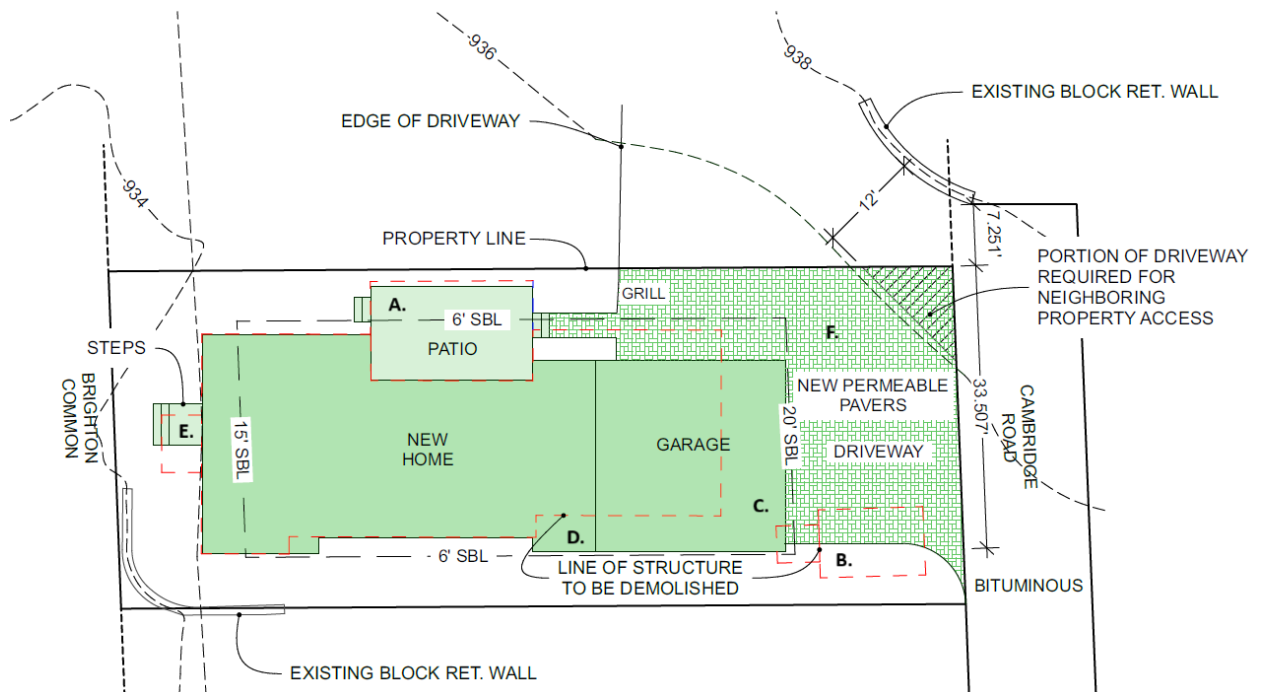 -936
938
EXISTING BLOCK RET. WALL
EDGE OF DRIVEWAY
-934
12'
7.251'
PROPERTY LINE
PORTION OF DRIVEWAY
REQUIRED FOR
NEIGHBORING
PROPERTY ACCESS
GRILL
A.
6' SBL
F.
STEPS
PATIO
BRIGHTON
COMMON
NEW PERMEABLE
PAVERS
33.507'
CAMBRIDGE
ROAD
E.
15' SBL
NEW
HOME
GARAGE
20' SBL
DRIVEWAY
C.
D.
6' SBL
LINE OF STRUCTURE
TO BE DEMOLISHED
B.
BITUMINOUS
EXISTING BLOCK RET. WALL